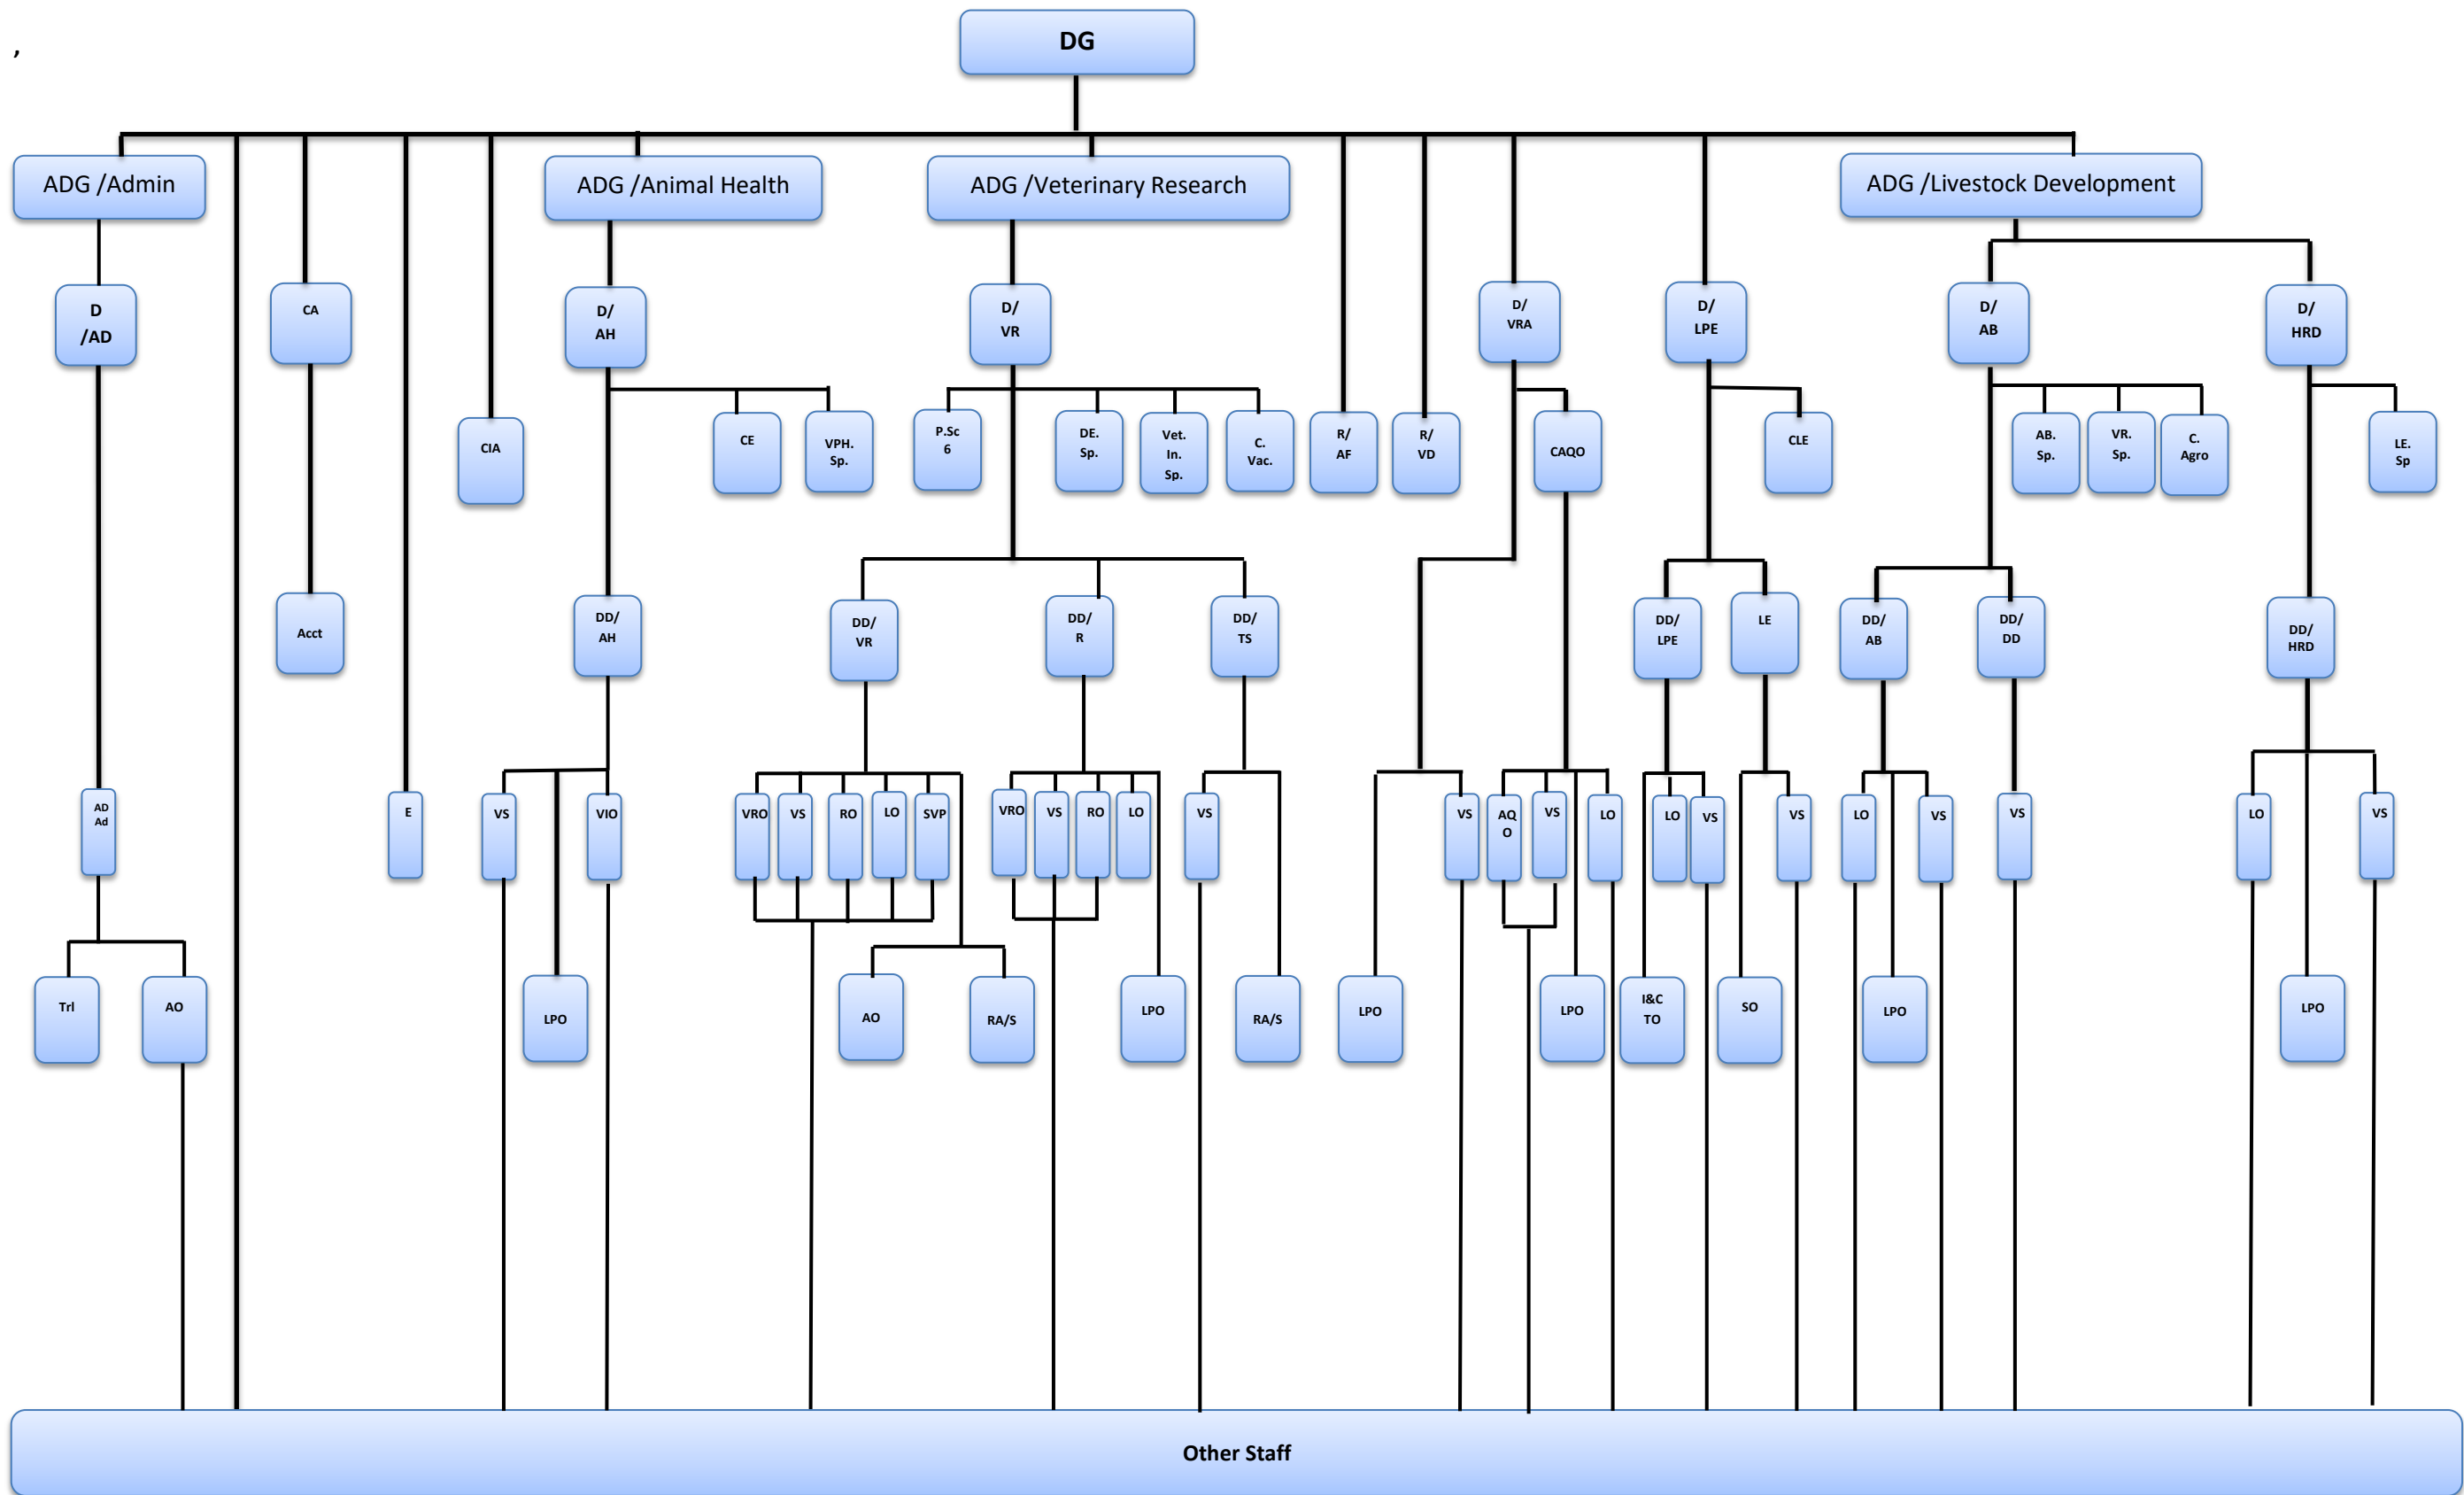 DG
,
ADG /Admin
ADG /Animal Health
ADG /Veterinary Research
ADG /Livestock Development
D
/AD
CA
D/
AH
D/
VR
D/
VRA
D/
LPE
D/
AB
D/
HRD
CIA
CE
VPH.
Sp.
P.Sc
6
DE.
Sp.
Vet.
In.
Sp.
C.
Vac.
R/
AF
R/
VD
CAQO
CLE
AB.
Sp.
VR.
Sp.
C.
Agro
LE.
Sp
Acct
DD/
AH
DD/
VR
DD/
R
DD/
TS
DD/
LPE
LE
DD/
AB
DD/
DD
DD/
HRD
AD
Ad
E
VS
VIO
VRO
VS
RO
LO
SVP
VRO
VS
RO
LO
VS
VS
AQ
O
VS
LO
LO
VS
VS
LO
VS
VS
LO
VS
Trl
AO
LPO
AO
RA/S
LPO
RA/S
LPO
LPO
I&C
TO
SO
LPO
LPO
Other Staff